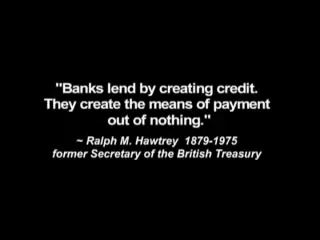 "Banks lend by creating credit.
They create the means of payment
out of nothing."
~ Ralph M. Hawtrey  1879-1975
former Secretary of the British Treasury